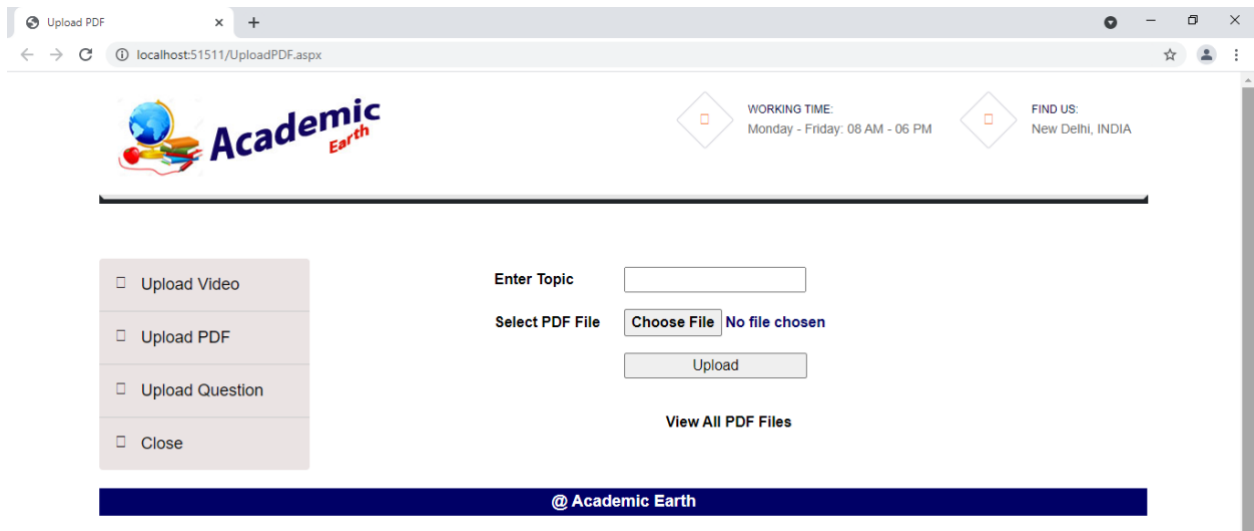 Upload PDF
localhost:51511/UploadPDF.aspx
Academic
Earth
WORKING TIME:
Monday - Friday: 08 AM - 06 PM
FIND US:
New Delhi, INDIA
Upload Video
Upload PDF
Upload Question
Close
Enter Topic
Select PDF File Choose File No file chosen
Upload
View All PDF Files
@ Academic Earth